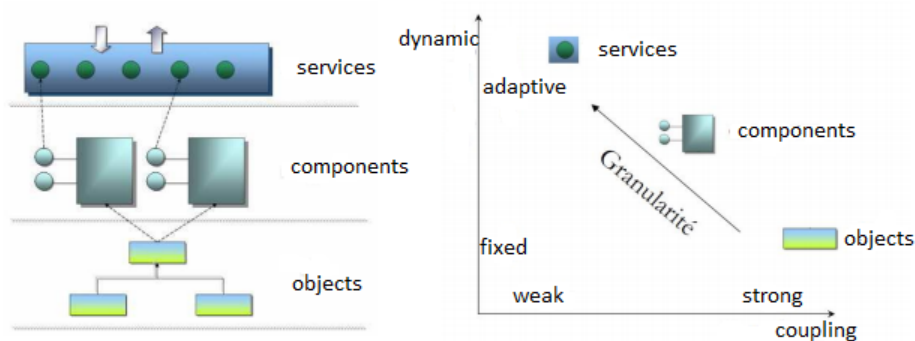 services
components
objects
dynamic
services
adaptive
components
Granularité
objects
fixed
weak
strong
coupling